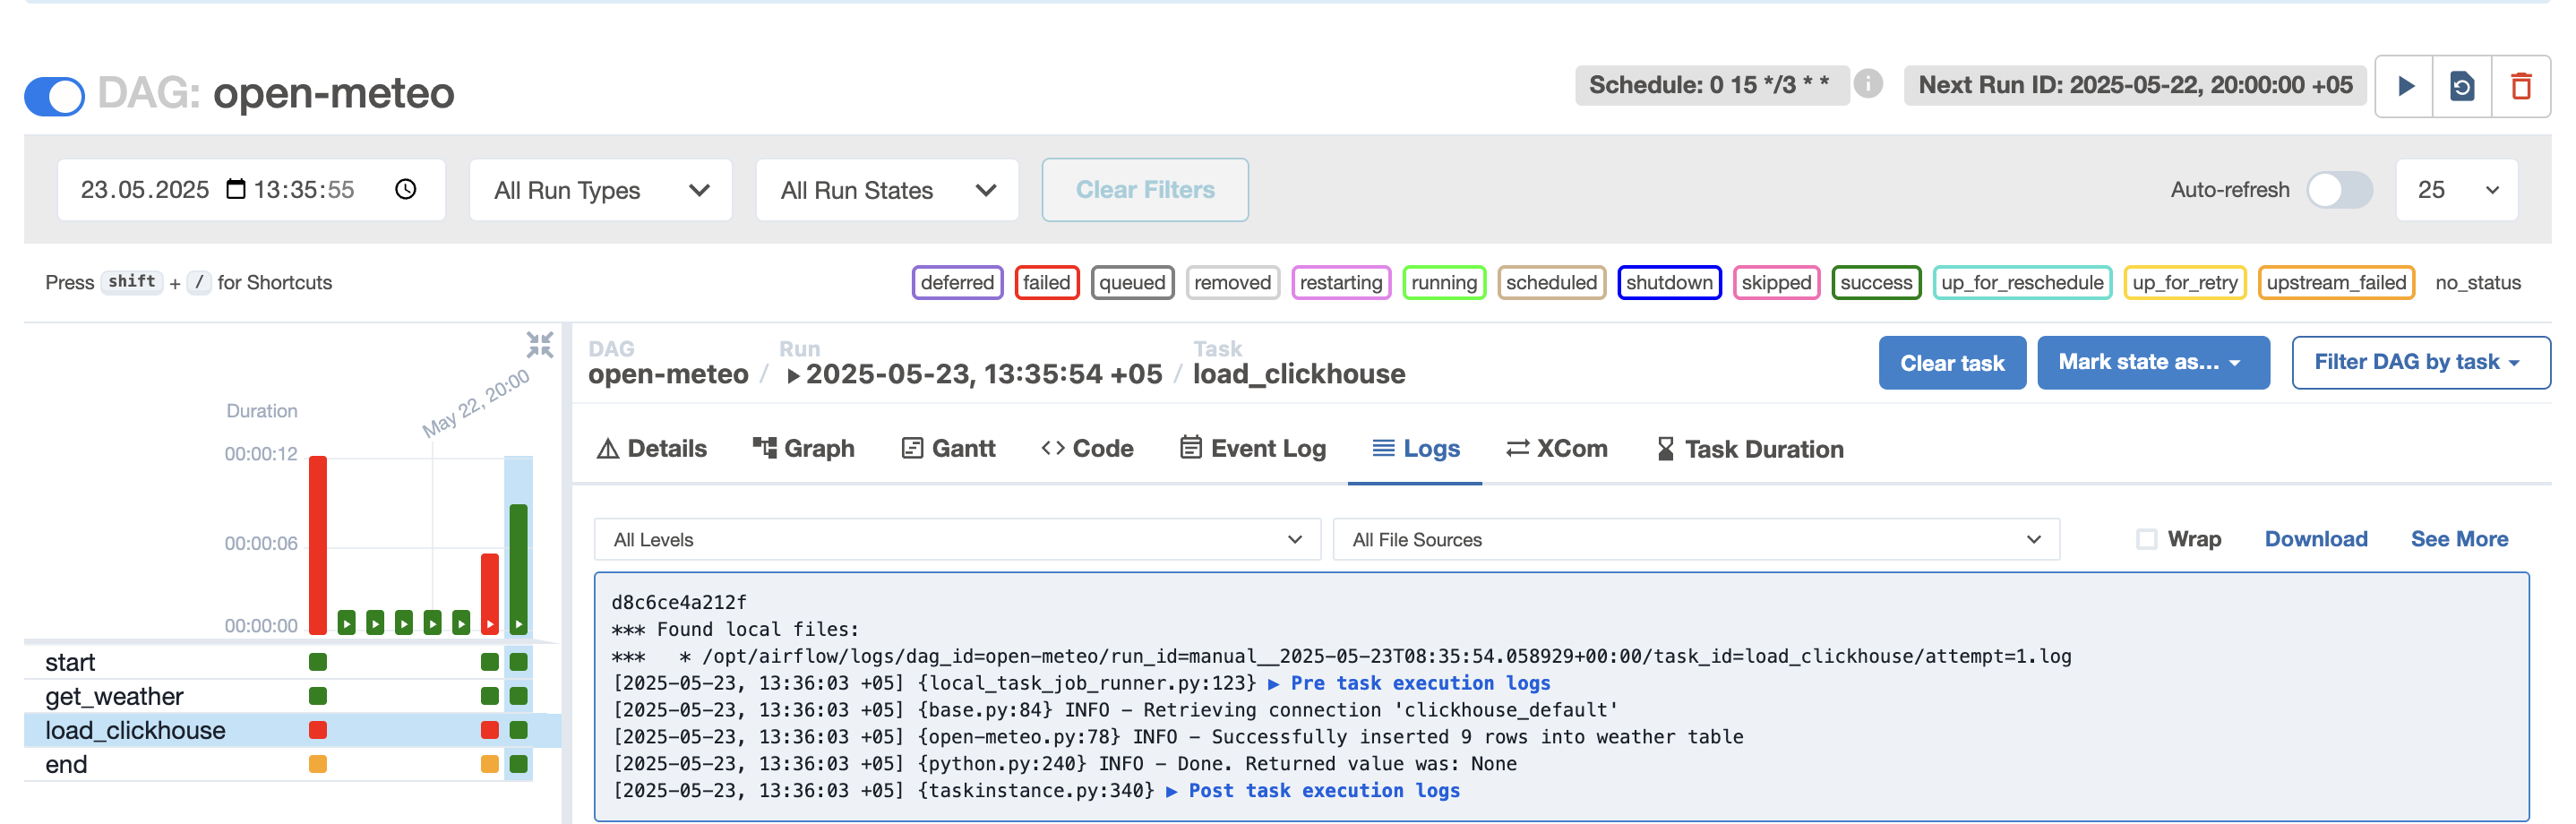 DAG: open-meteo
Schedule: 0 15 */3 * *
Next Run ID: 2025-05-22, 20:00:00 +05
23.05.2025 13:35:55
All Run Types
All Run States
Clear Filters
Auto-refresh
25
Press shift + / for Shortcuts
deferred failed queued removed restarting running scheduled shutdown skipped success up_for_reschedule up_for_retry upstream_failed no_status
Duration
May 22, 20:00
00:00:12
00:00:06
00:00:00
start
get_weather
load_clickhouse
end
DAG Run Task
open-meteo / 2025-05-23, 13:35:54 +05 / load_clickhouse
Clear task
Mark state as...
Filter DAG by task
Details Graph Gantt Code Event Log Logs XCom Task Duration
All Levels
All File Sources
Wrap
Download
See More
d8c6ce4a212f
*** Found local files:
***   * /opt/airflow/logs/dag_id=open-meteo/run_id=manual__2025-05-23T08:35:54.058929+00:00/task_id=load_clickhouse/attempt=1.log
[2025-05-23, 13:36:03 +05] {local_task_job_runner.py:123} ▶ Pre task execution logs
[2025-05-23, 13:36:03 +05] {base.py:84} INFO - Retrieving connection 'clickhouse_default'
[2025-05-23, 13:36:03 +05] {open-meteo.py:78} INFO - Successfully inserted 9 rows into weather table
[2025-05-23, 13:36:03 +05] {python.py:240} INFO - Done. Returned value was: None
[2025-05-23, 13:36:03 +05] {taskinstance.py:340} ▶ Post task execution logs